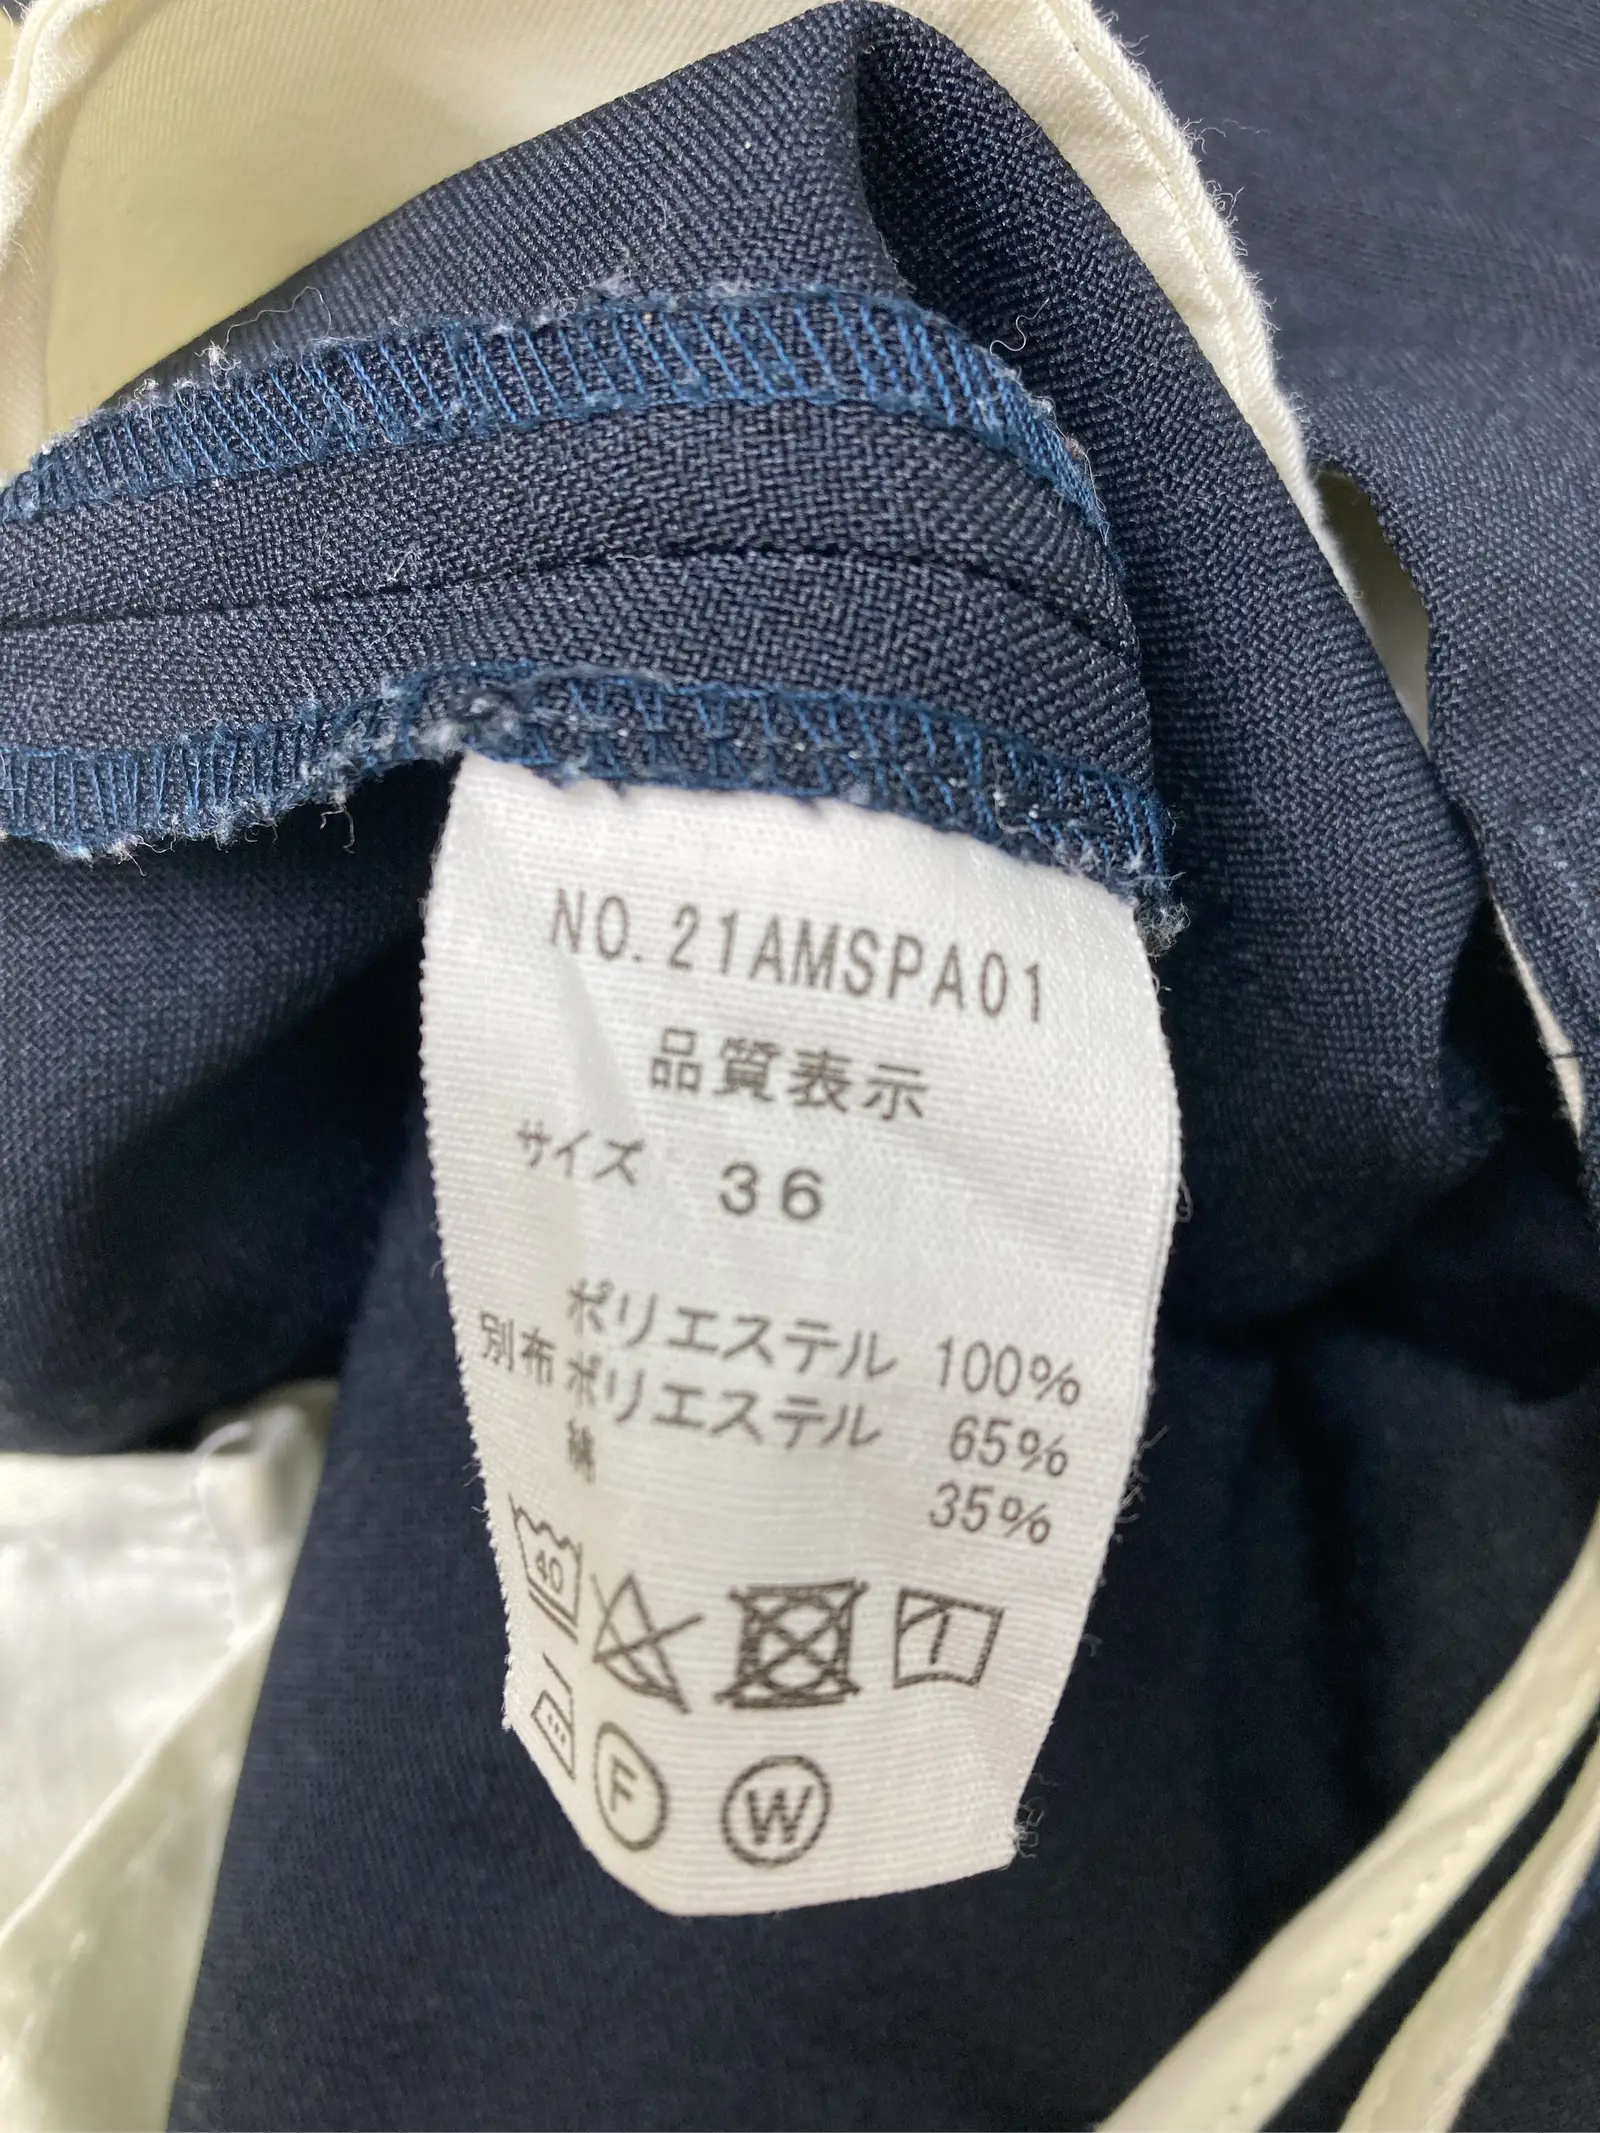 NO.21AMSPA01
品質表示
サイズ 36
ポリエステル 100%
別布 ポリエステル 65%
綿 35%
40
F W